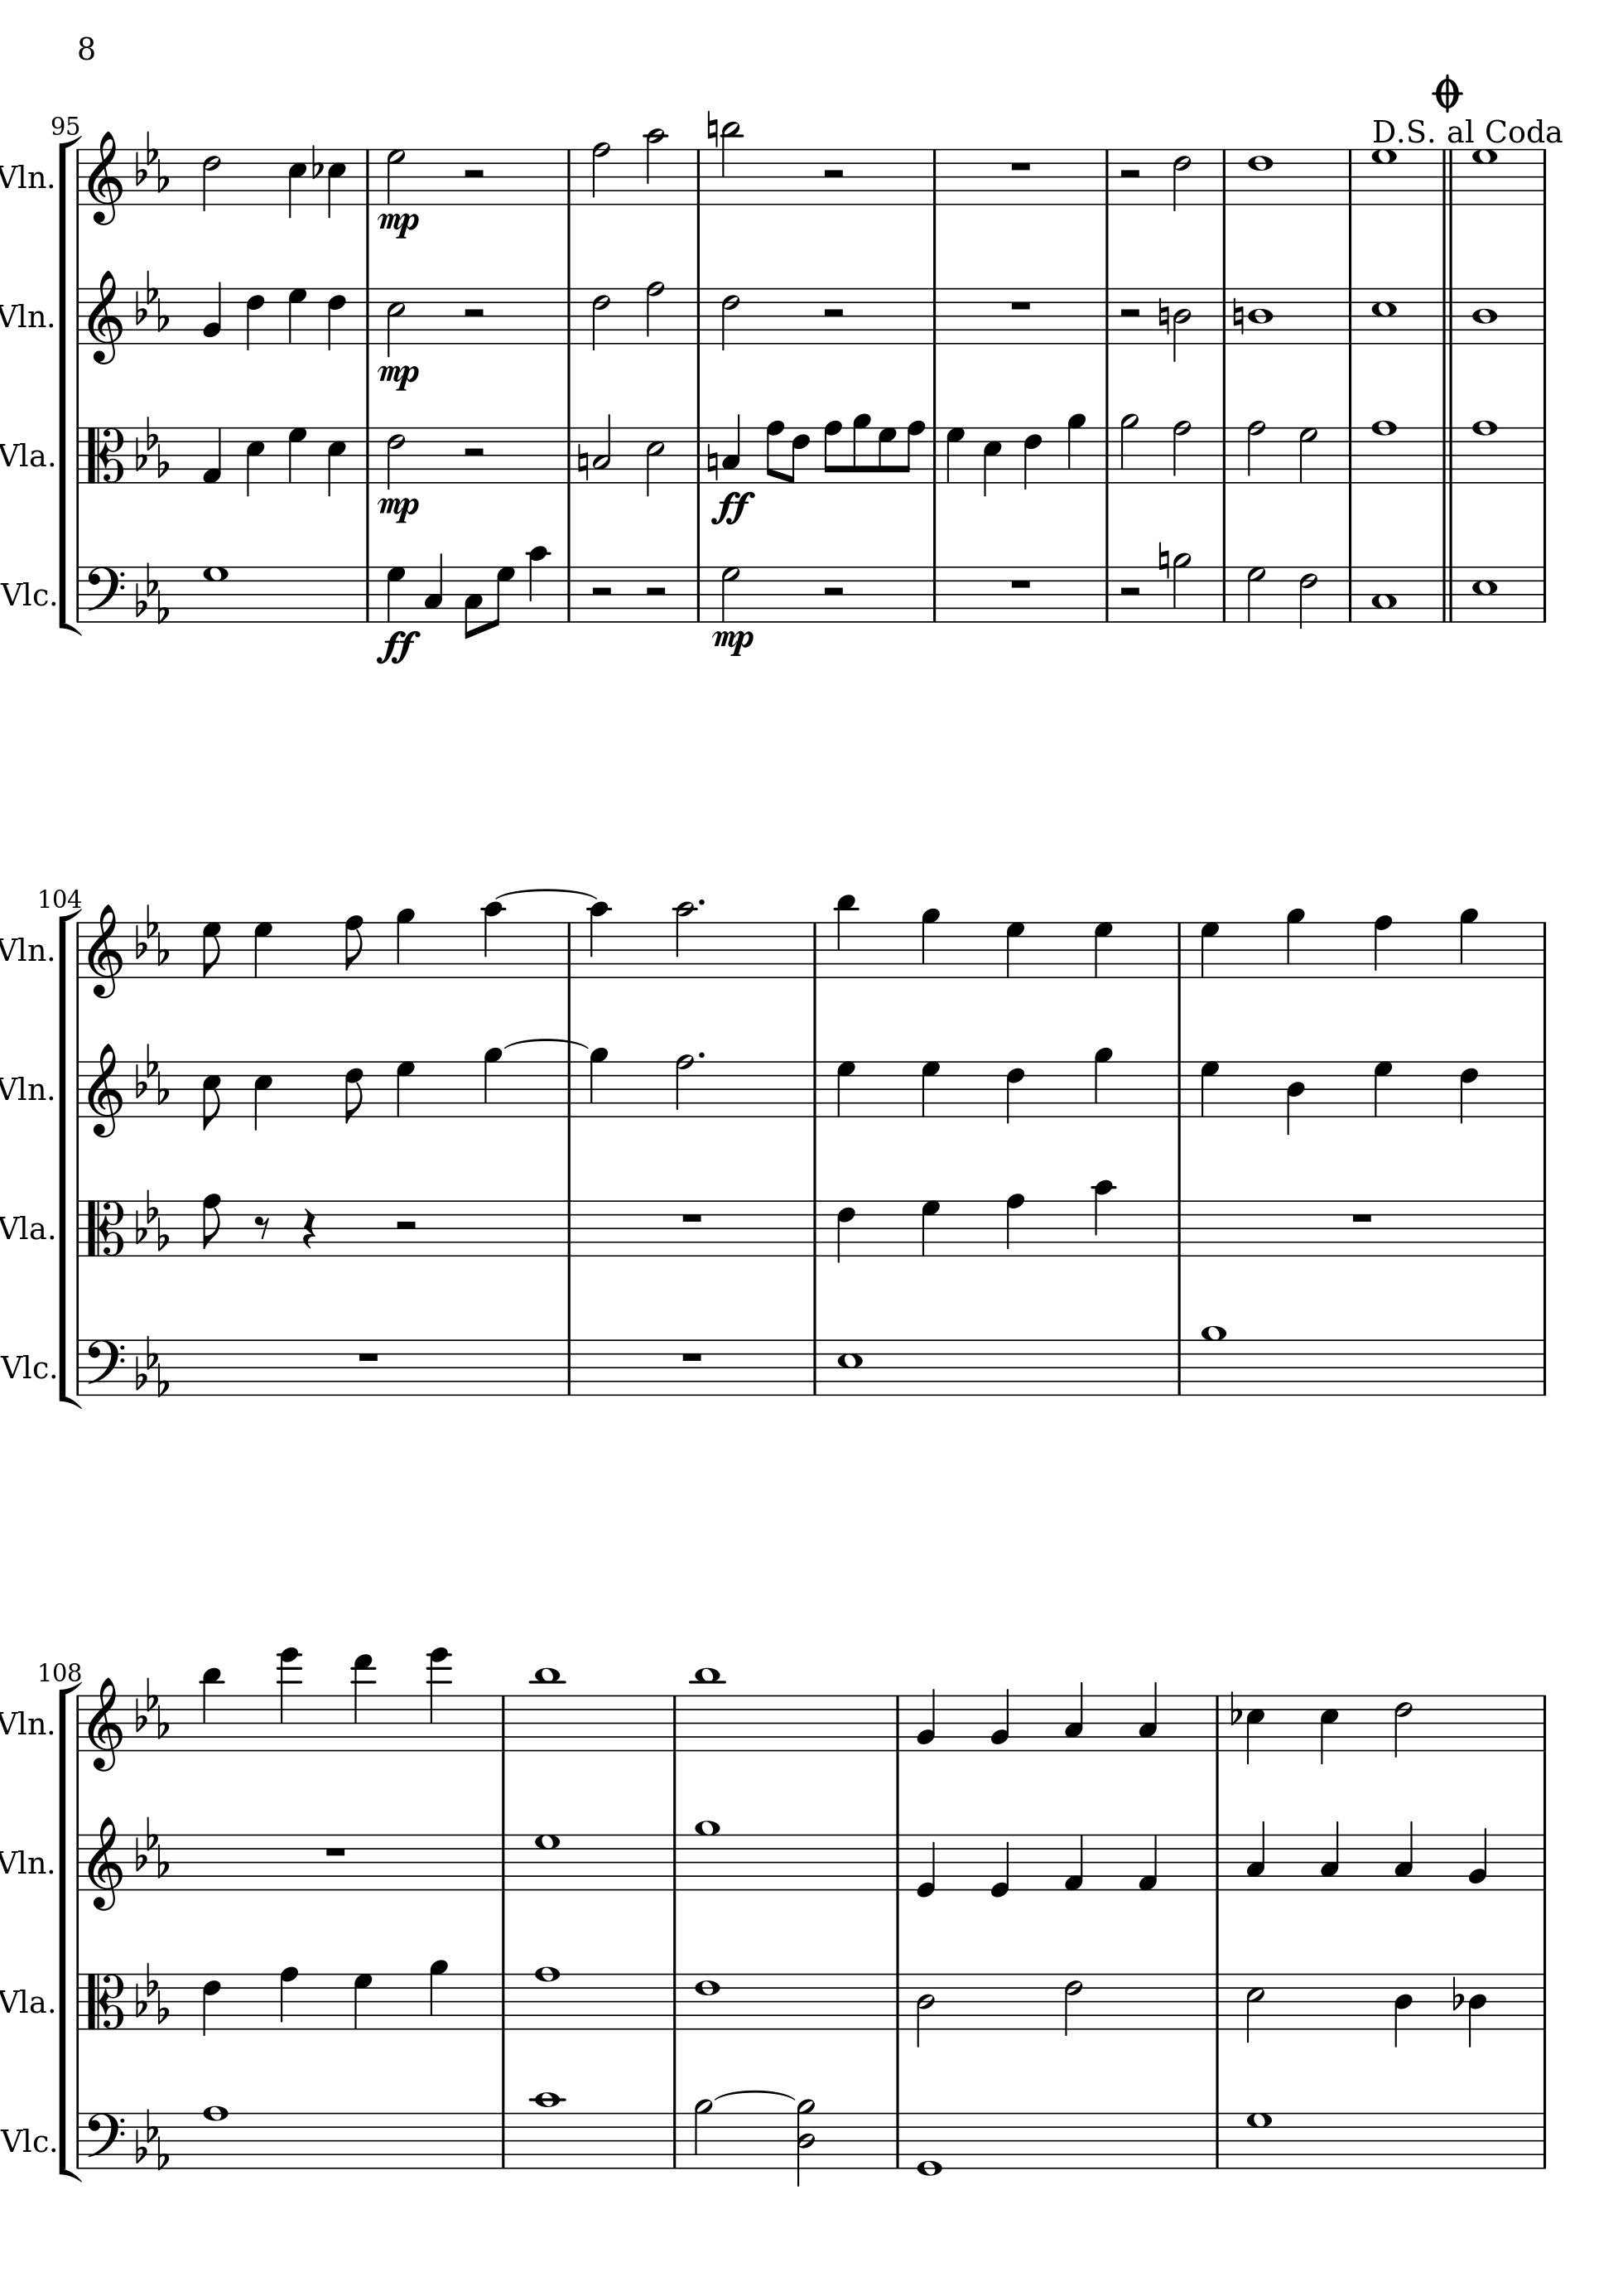 8
D.S. al Coda
95
Vln.
mp
Vln.
mp
Vla.
mp ff
Vlc.
ff mp
104
Vln.
Vln.
Vla.
Vlc.
108
Vln.
Vln.
Vla.
Vlc.